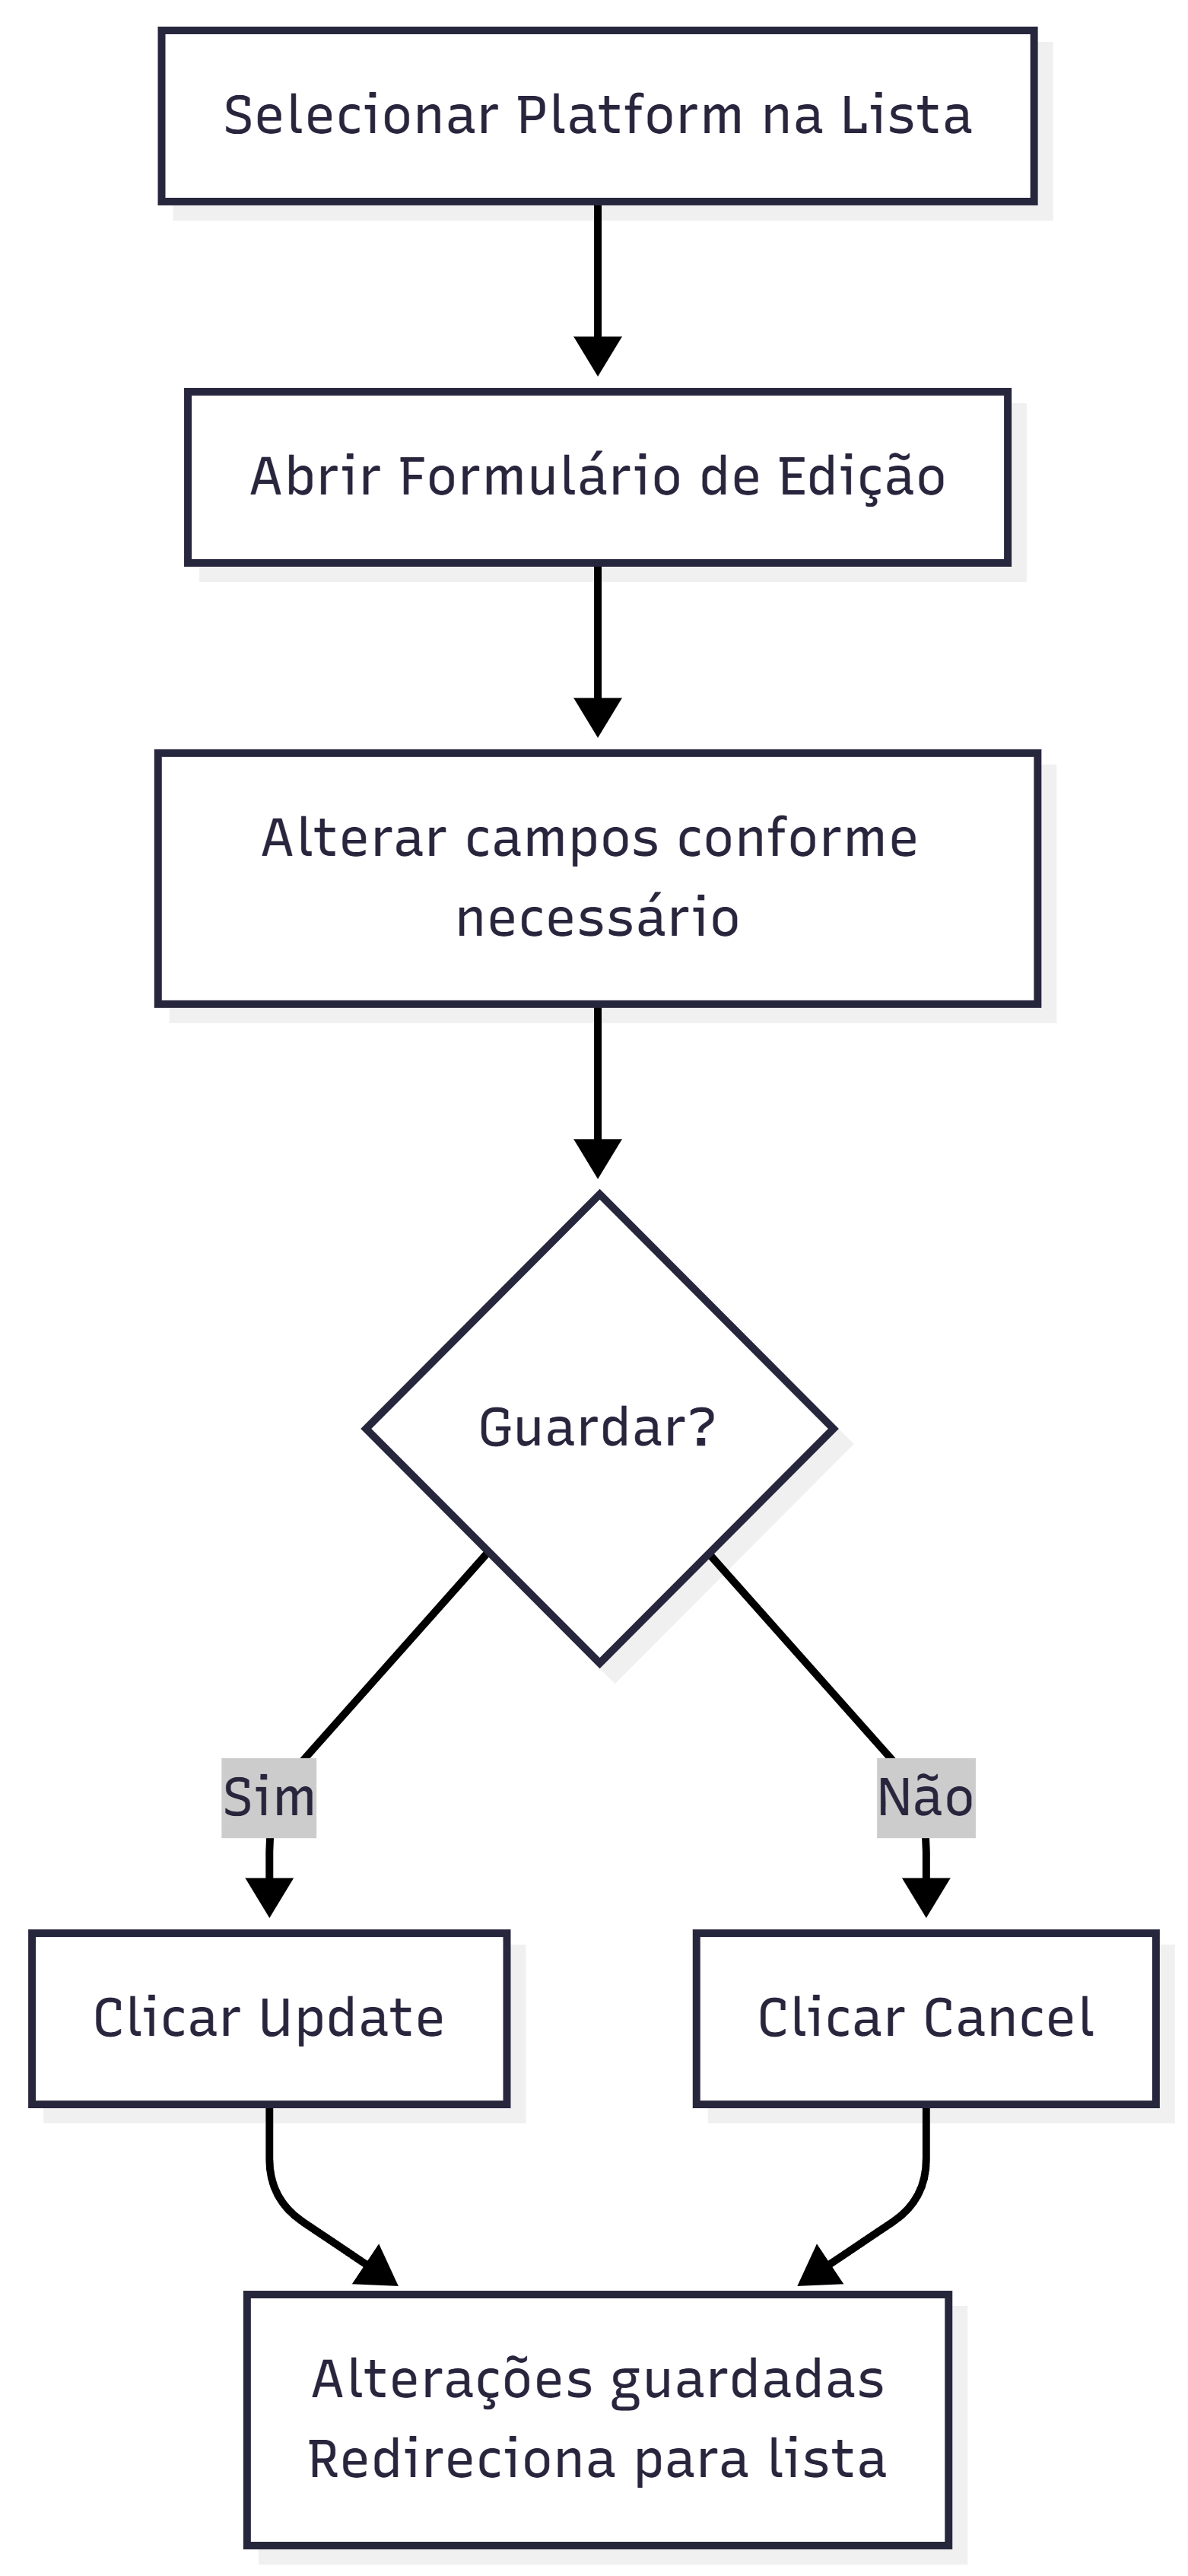 Selecionar Platform na Lista
Abrir Formulário de Edição
Alterar campos conforme
necessário
Guardar?
Sim
Não
Clicar Update
Clicar Cancel
Alterações guardadas
Redireciona para lista